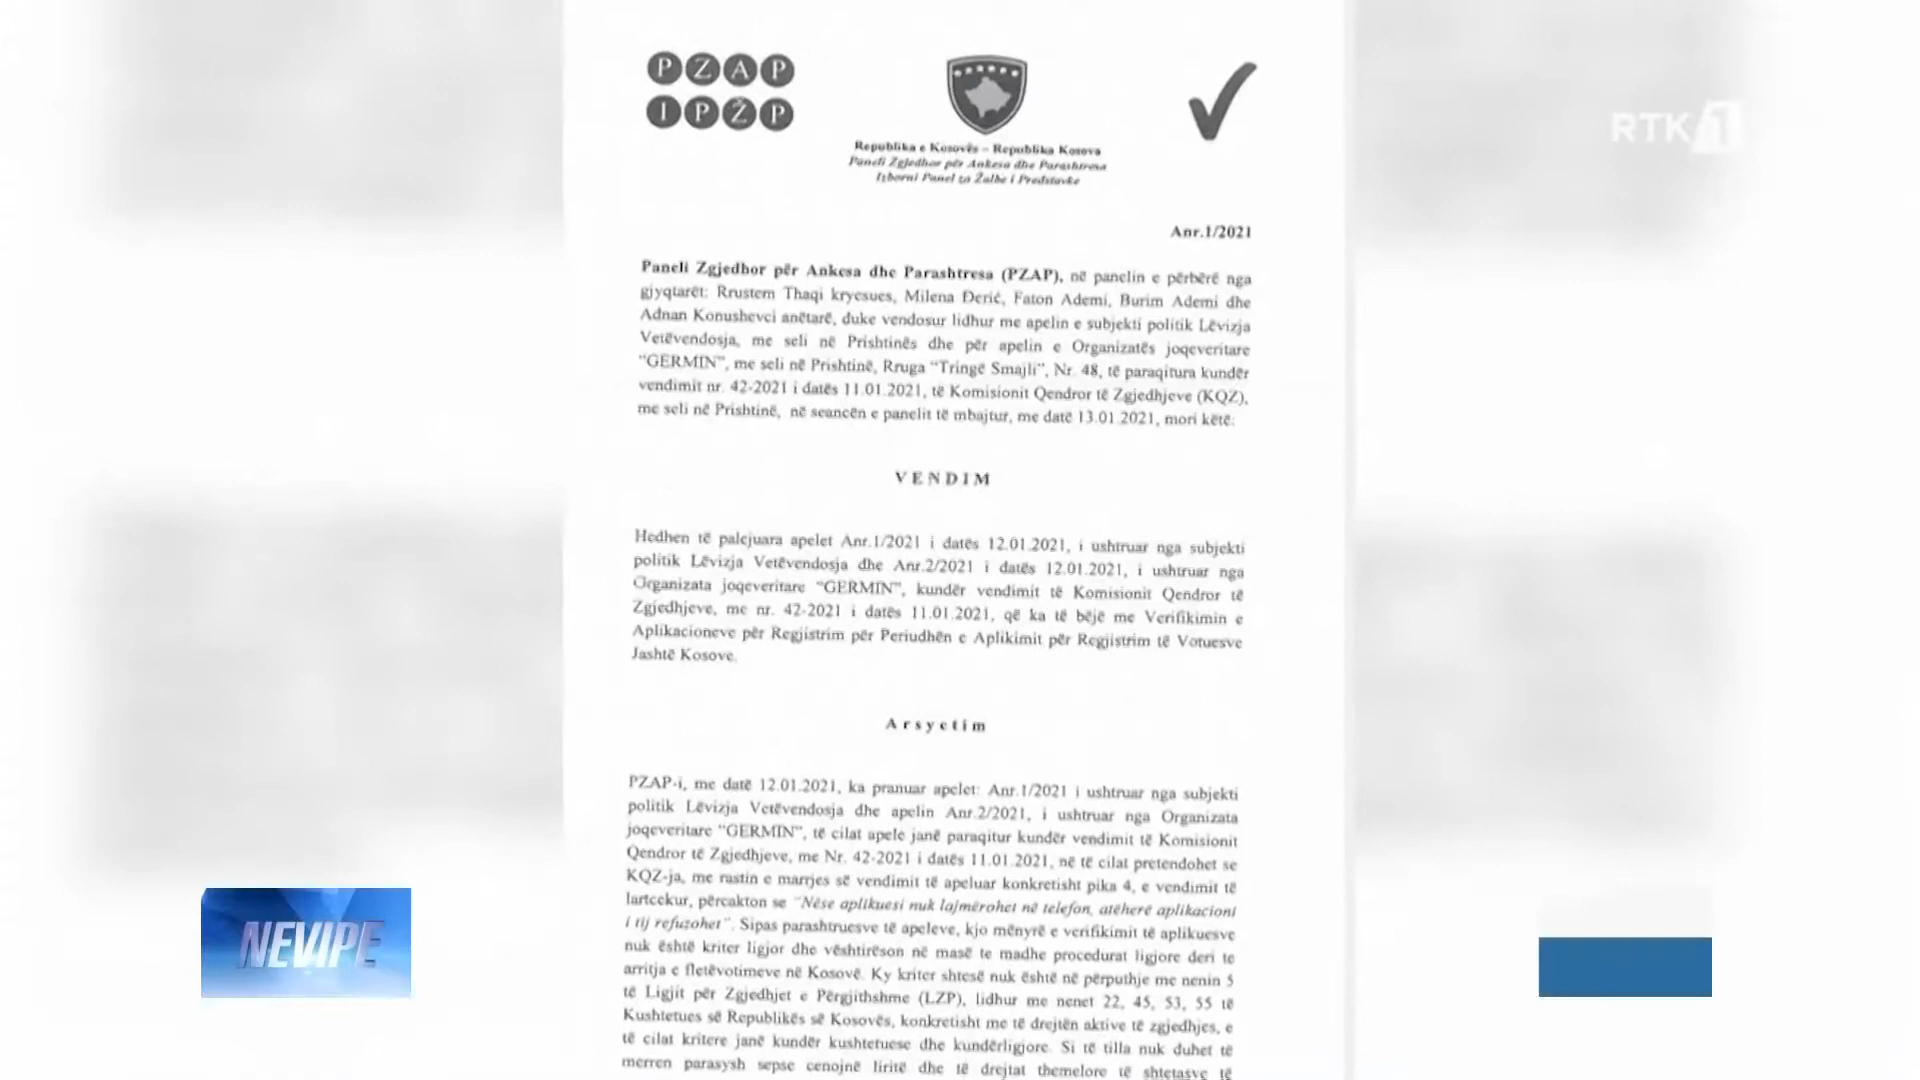 P Z A P
I P Ž P
RTK 1
Republika e Kosovës – Republika Kosova
Paneli Zgjedhor për Ankesa dhe Parashtresa
Izborni Panel za Žalbe i Predstavke
Anr.1/2021
Paneli Zgjedhor për Ankesa dhe Parashtresa (PZAP), në panelin e përbërë nga
gjyqtarët: Rrustem Thaqi kryesues, Milena Đerić, Faton Ademi, Burim Ademi dhe
Adnan Konushevci anëtarë, duke vendosur lidhur me apelin e subjekti politik Lëvizja
Vetëvendosja, me seli në Prishtinës dhe për apelin e Organizatës joqeveritare
"GERMIN", me seli në Prishtinë, Rruga "Tringë Smajli", Nr. 48, të paraqitura kundër
vendimit nr. 42-2021 i datës 11.01.2021, të Komisionit Qendror të Zgjedhjeve (KQZ),
me seli në Prishtinë, në seancën e panelit të mbajtur, me datë 13.01.2021, mori këtë:
V E N D I M
Hedhen të palejuara apelet Anr.1/2021 i datës 12.01.2021, i ushtruar nga subjekti
politik Lëvizja Vetëvendosja dhe Anr.2/2021 i datës 12.01.2021, i ushtruar nga
Organizata joqeveritare "GERMIN", kundër vendimit të Komisionit Qendror të
Zgjedhjeve, me nr. 42-2021 i datës 11.01.2021, që ka të bëjë me Verifikimin e
Aplikacioneve për Regjistrim për Periudhën e Aplikimit për Regjistrim të Votuesve
Jashtë Kosove.
A r s y e t i m
PZAP-i, me datë 12.01.2021, ka pranuar apelet: Anr.1/2021 i ushtruar nga subjekti
politik Lëvizja Vetëvendosja dhe apelin Anr.2/2021, i ushtruar nga Organizata
joqeveritare "GERMIN", të cilat apele janë paraqitur kundër vendimit të Komisionit
Qendror të Zgjedhjeve, me Nr. 42-2021 i datës 11.01.2021, në të cilat pretendohet se
KQZ-ja, me rastin e marrjes së vendimit të apeluar konkretisht pika 4, e vendimit të
lartcekur, përcakton se "Nëse aplikuesi nuk lajmërohet në telefon, atëherë aplikacioni
i tij refuzohet". Sipas parashtruesve të apeleve, kjo mënyrë e verifikimit të aplikuesve
nuk është kriter ligjor dhe vështirëson në masë te madhe procedurat ligjore deri te
arritja e fletëvotimeve në Kosovë. Ky kriter shtesë nuk është në përputhje me nenin 5
të Ligjit për Zgjedhjet e Përgjithshme (LZP), lidhur me nenet 22, 45, 53, 55 të
Kushtetues së Republikës së Kosovës, konkretisht me të drejtën aktive të zgjedhjes, e
të cilat kritere janë kundër kushtetuese dhe kundërligjore. Si të tilla nuk duhet të
merren parasysh sepse cenojnë liritë dhe të drejtat themelore të shtetasve të
NEVIPE